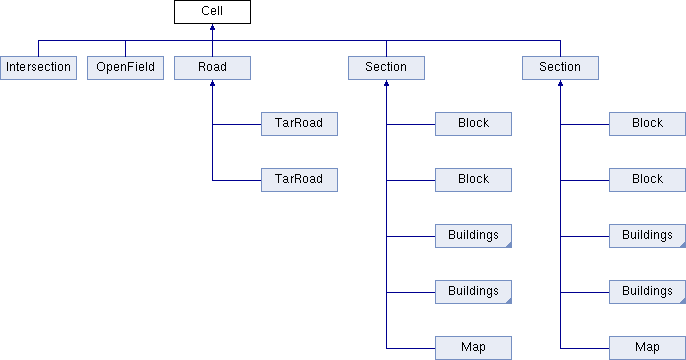 Cell
Intersection
OpenField
Road
Section
Section
TarRoad
Block
Block
TarRoad
Block
Block
Buildings
Buildings
Buildings
Buildings
Map
Map